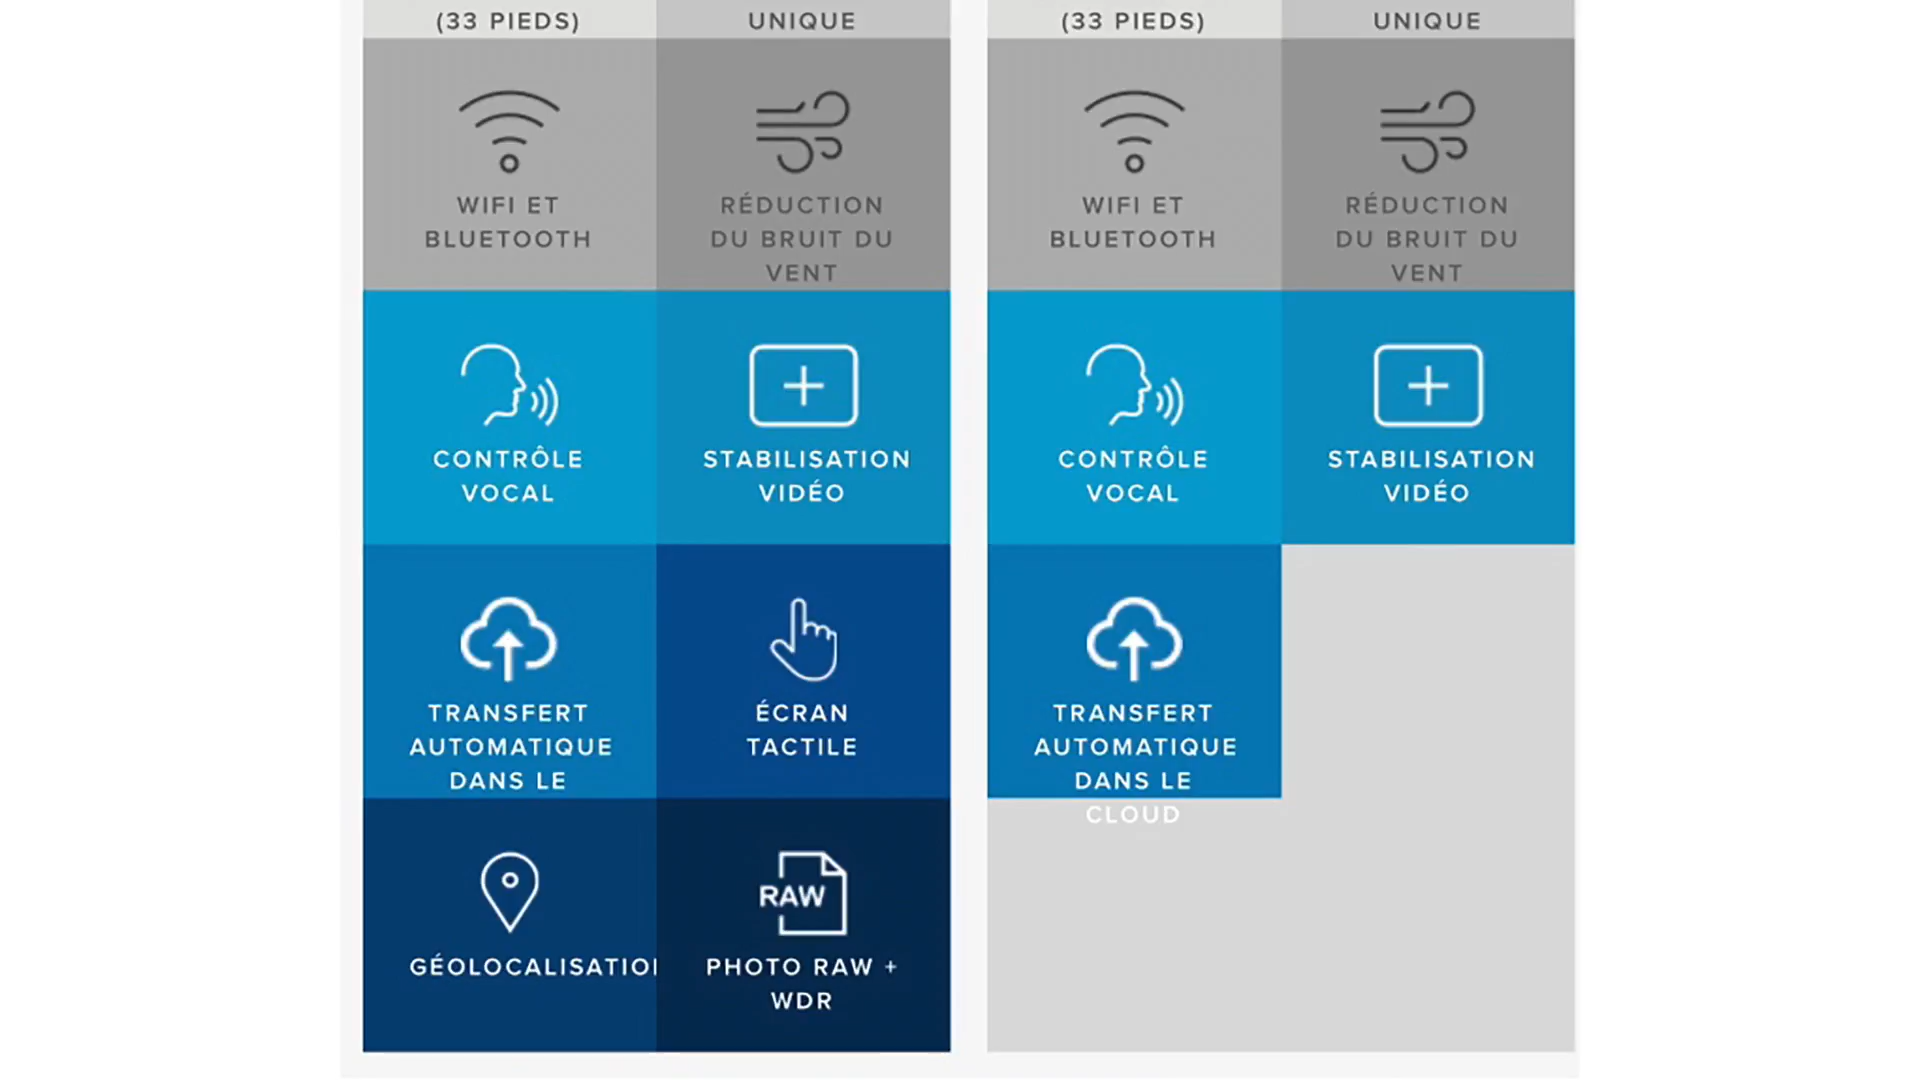 (33 PIEDS)
UNIQUE
WIFI ET
BLUETOOTH
RÉDUCTION
DU BRUIT DU
VENT
CONTRÔLE
VOCAL
STABILISATION
VIDÉO
TRANSFERT
AUTOMATIQUE
DANS LE
ÉCRAN
TACTILE
GÉOLOCALISATIO
RAW
PHOTO RAW +
WDR
(33 PIEDS)
UNIQUE
WIFI ET
BLUETOOTH
RÉDUCTION
DU BRUIT DU
VENT
CONTRÔLE
VOCAL
STABILISATION
VIDÉO
TRANSFERT
AUTOMATIQUE
DANS LE
CLOUD